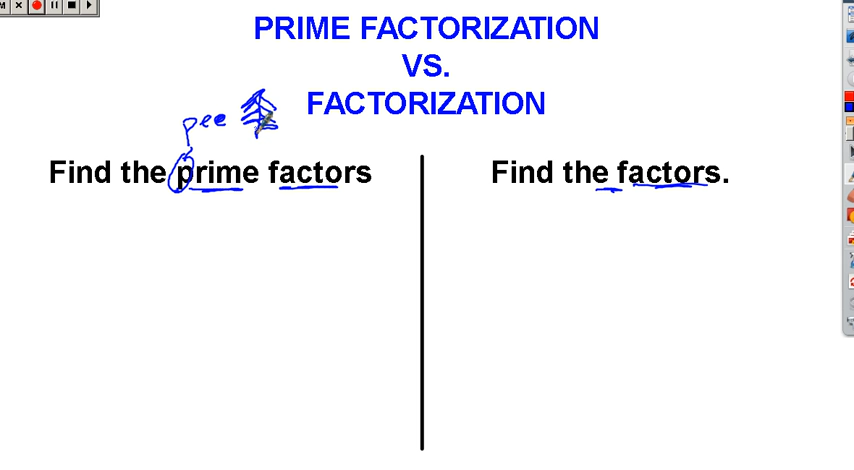 PRIME FACTORIZATION
VS.
FACTORIZATION
pee
Find the prime factors
Find the factors.